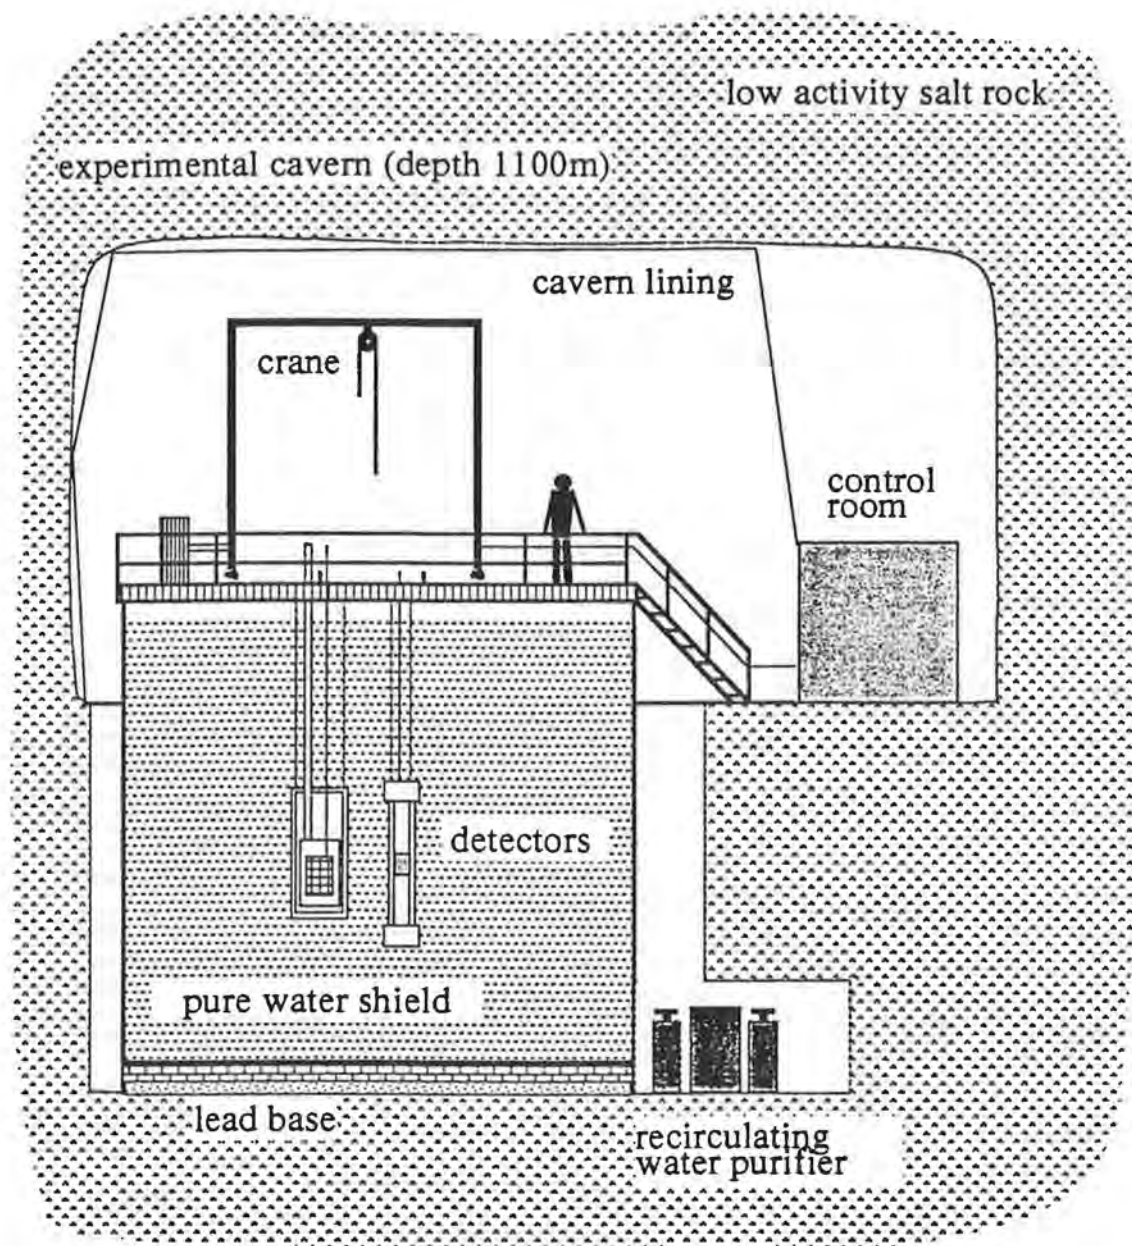 low activity salt rock
experimental cavern (depth 1100m)
cavern lining
crane
control
room
detectors
pure water shield
lead base
recirculating
water purifier